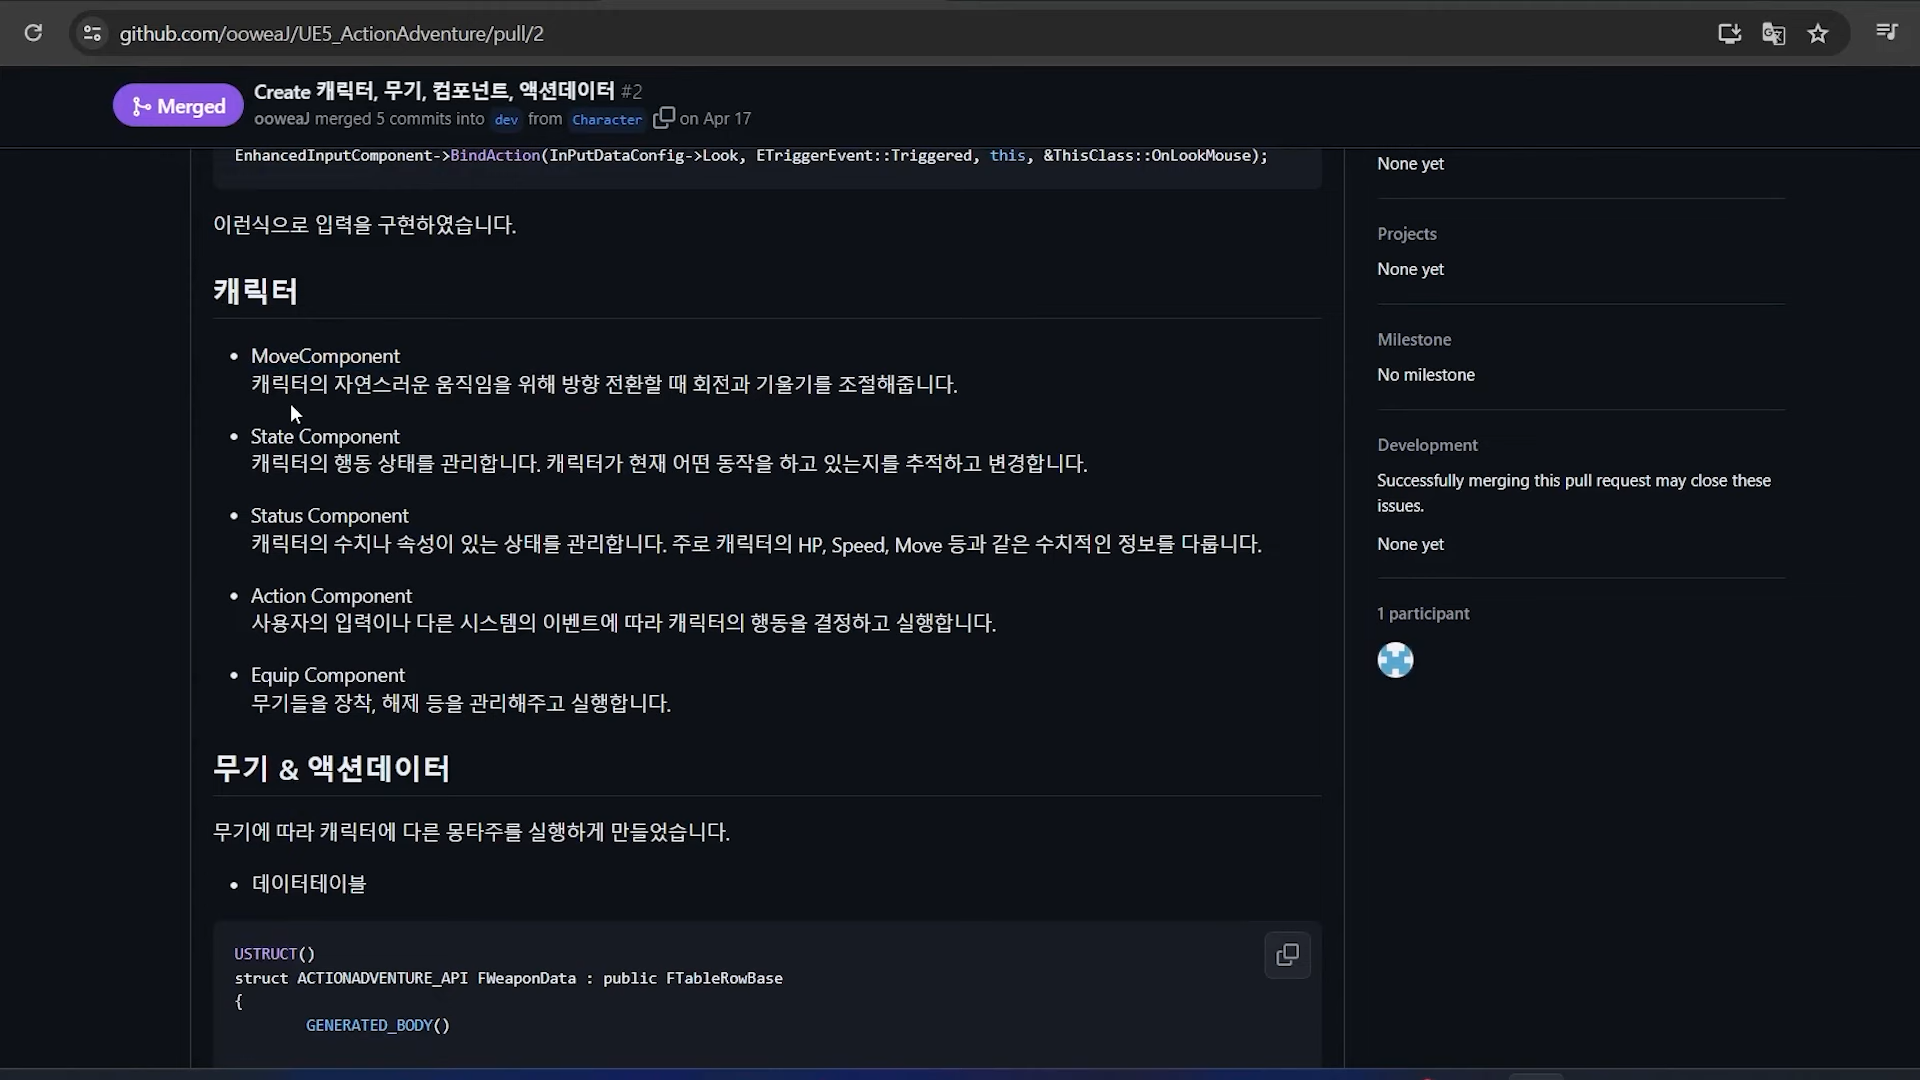 github.com/ooweaJ/UE5_ActionAdventure/pull/2
Merged
Create 캐릭터, 무기, 컴포넌트, 액션데이터 #2
ooweaJ merged 5 commits into dev from Character on Apr 17
EnhancedInputComponent->BindAction(InPutDataConfig->Look, ETriggerEvent::Triggered, this, &ThisClass::OnLookMouse);
이런식으로 입력을 구현하였습니다.
캐릭터
• MoveComponent
캐릭터의 자연스러운 움직임을 위해 방향 전환할 때 회전과 기울기를 조절해줍니다.
• State Component
캐릭터의 행동 상태를 관리합니다. 캐릭터가 현재 어떤 동작을 하고 있는지를 추적하고 변경합니다.
• Status Component
캐릭터의 수치나 속성이 있는 상태를 관리합니다. 주로 캐릭터의 HP, Speed, Move 등과 같은 수치적인 정보를 다룹니다.
• Action Component
사용자의 입력이나 다른 시스템의 이벤트에 따라 캐릭터의 행동을 결정하고 실행합니다.
• Equip Component
무기들을 장착, 해제 등을 관리해주고 실행합니다.
무기 & 액션데이터
무기에 따라 캐릭터에 다른 몽타주를 실행하게 만들었습니다.
• 데이터테이블
USTRUCT()
struct ACTIONADVENTURE_API FWeaponData : public FTableRowBase
{
GENERATED_BODY()
None yet
Projects
None yet
Milestone
No milestone
Development
Successfully merging this pull request may close these
issues.
None yet
1 participant